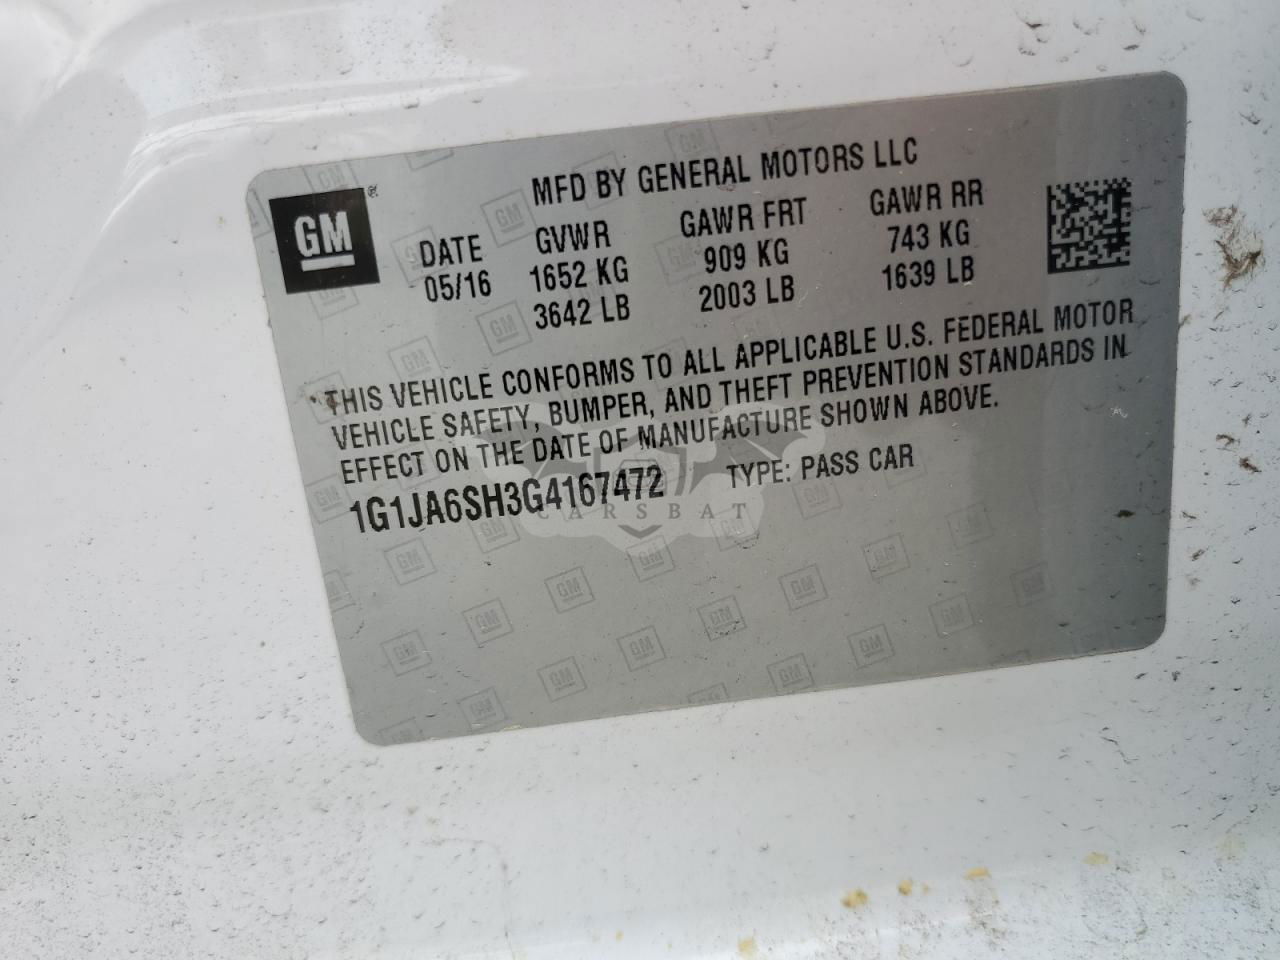 GM®
MFD BY GENERAL MOTORS LLC
DATE GVWR GAWR FRT GAWR RR
05/16 1652 KG 909 KG 743 KG
3642 LB 2003 LB 1639 LB
THIS VEHICLE CONFORMS TO ALL APPLICABLE U.S. FEDERAL MOTOR
VEHICLE SAFETY, BUMPER, AND THEFT PREVENTION STANDARDS IN
EFFECT ON THE DATE OF MANUFACTURE SHOWN ABOVE.
1G1JA6SH3G4167472 TYPE: PASS CAR
CARSBAT